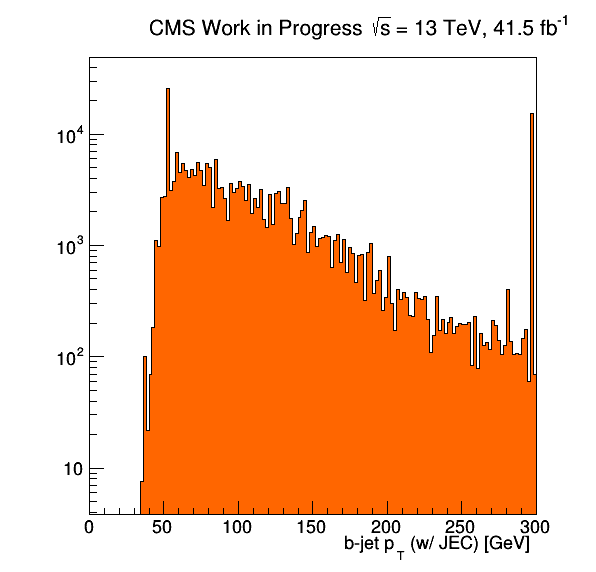 CMS Work in Progress √s = 13 TeV, 41.5 fb⁻¹
10⁴
10³
10²
10
0 50 100 150 200 250 300
b-jet p_T (w/ JEC) [GeV]